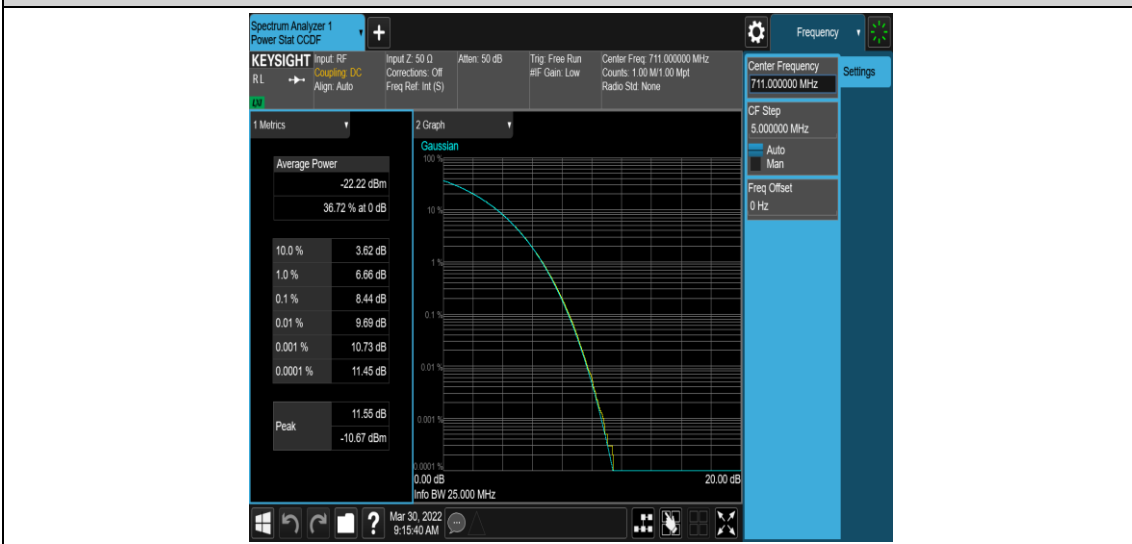 Spectrum Analyzer 1
Power Stat CCDF
+
Frequency
KEYSIGHT
Input: RF
Coupling: DC
Align: Auto
Input Z: 50 Ω
Corrections: Off
Freq Ref: Int (S)
Atten: 50 dB
Trig: Free Run
#IF Gain: Low
Center Freq: 711.000000 MHz
Counts: 1.00 M/1.00 Mpt
Radio Std: None
R L
Center Frequency
711.000000 MHz
Settings
CF Step
5.000000 MHz
Auto
Man
Freq Offset
0 Hz
1 Metrics
Average Power
-22.22 dBm
36.72 % at 0 dB
10.0 % 3.62 dB
1.0 % 6.66 dB
0.1 % 8.44 dB
0.01 % 9.69 dB
0.001 % 10.73 dB
0.0001 % 11.45 dB
Peak
11.55 dB
-10.67 dBm
2 Graph
Gaussian
100 %
10 %
1 %
0.1 %
0.01 %
0.001 %
0.0001 %
0.00 dB 20.00 dB
Info BW 25.000 MHz
?
Mar 30, 2022
9:15:40 AM